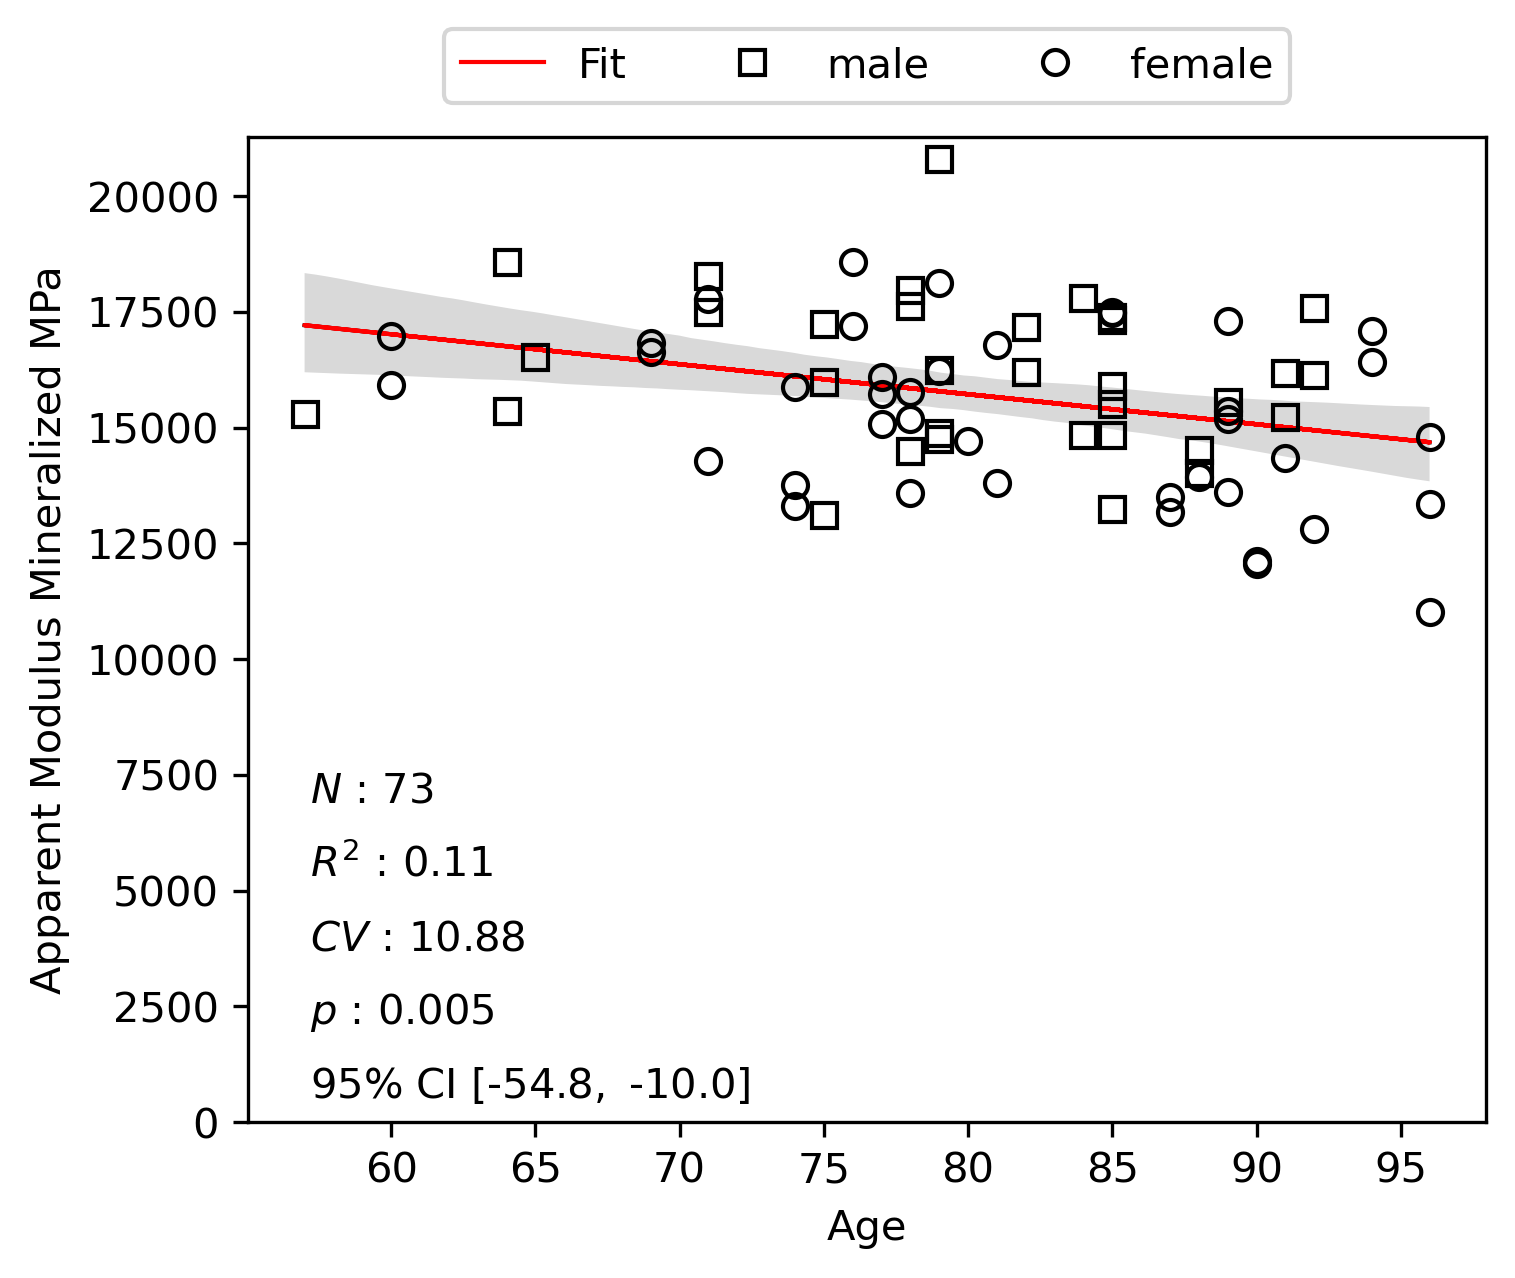 Fit male female
Apparent Modulus Mineralized MPa
20000
17500
15000
12500
10000
7500
5000
2500
0
N : 73
R² : 0.11
CV : 10.88
p : 0.005
95% CI [-54.8, -10.0]
60 65 70 75 80 85 90 95
Age